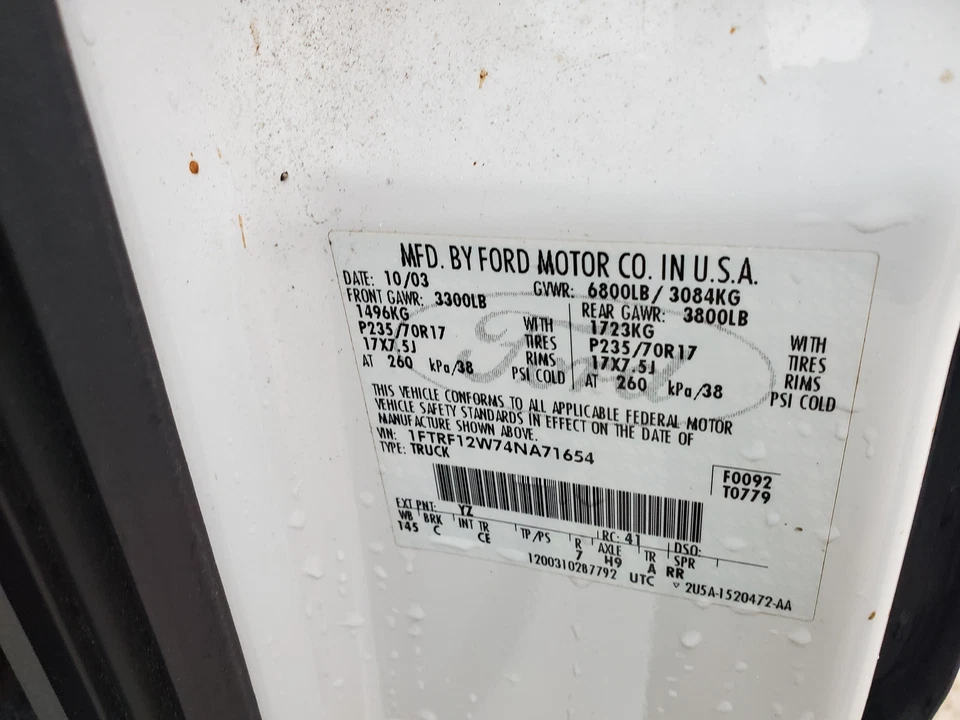 MFD. BY FORD MOTOR CO. IN U.S.A.
DATE: 10/03 GVWR: 6800LB/ 3084KG
FRONT GAWR: 3300LB REAR GAWR: 3800LB
1496KG WITH 1723KG WITH
P235/70R17 TIRES P235/70R17 TIRES
17X7.5J RIMS 17X7.5J RIMS
AT 260 kPa/38 PSI COLD AT 260 kPa/38 PSI COLD
Ford
THIS VEHICLE CONFORMS TO ALL APPLICABLE FEDERAL MOTOR
VEHICLE SAFETY STANDARDS IN EFFECT ON THE DATE OF
MANUFACTURE SHOWN ABOVE.
VIN: 1FTRF12W74NA71654
TYPE: TRUCK
F0092
T0779
EXT PNT: YZ RC: 41 DSO:
WB BRK INT TR TP/PS R AXLE TR SPR
145 C CE 7 H9 A RR
1200310287792 UTC 2U5A-1520472-AA